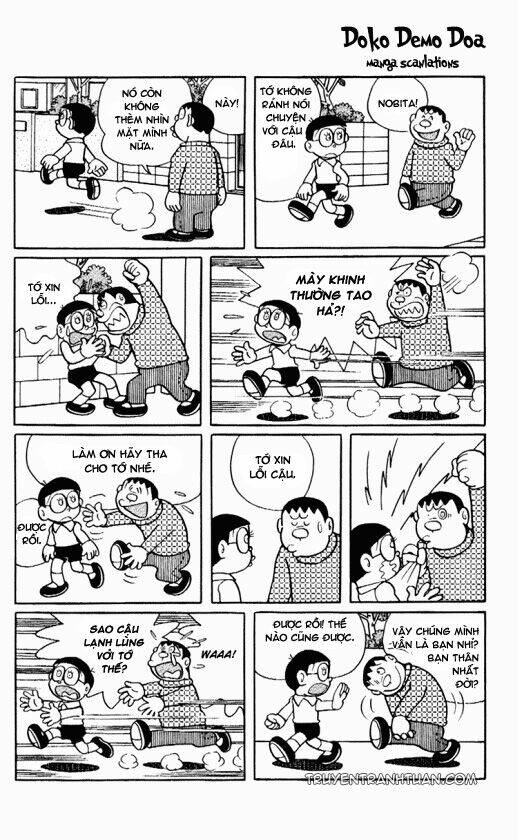 Doko Demo Doa
manga scanlations
NOBITA!
TỚ KHÔNG
RẢNH NÓI
CHUYỆN
VỚI CẬU
ĐÂU.
NÀY!
NÓ CÒN
KHÔNG
THÈM NHÌN
MẶT MÌNH
NỮA.
MÀY KHINH
THƯỜNG TAO
HẢ?!
TỚ XIN
LỖI...
TỚ XIN
LỖI CẬU.
LÀM ƠN HÃY THA
CHO TỚ NHÉ.
ĐƯỢC
RỒI.
VẬY CHÚNG MÌNH
VẪN LÀ BẠN NHỈ?
BẠN THÂN
NHẤT
ĐỜI?
ĐƯỢC RỒI! THẾ
NÀO CŨNG ĐƯỢC.
WAAA!
SAO CẬU
LẠNH LÙNG
VỚI TỚ
THẾ?
TRUYENTRANHTUAN.COM